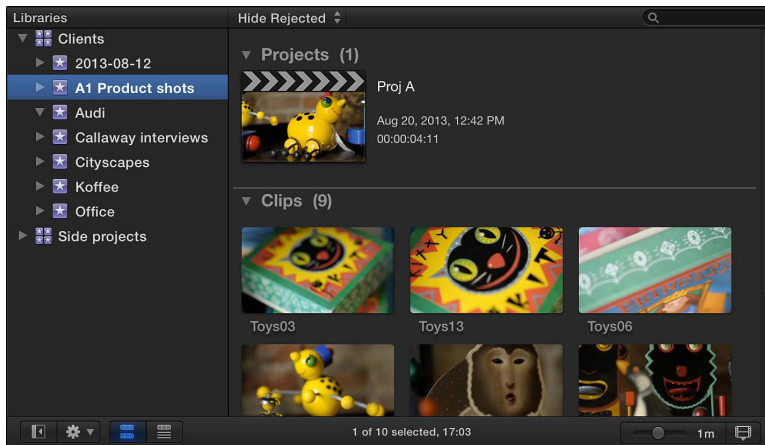 Libraries
Hide Rejected
Clients
2013-08-12
A1 Product shots
Audi
Callaway interviews
Cityscapes
Koffee
Office
Side projects
Projects (1)
Proj A
Aug 20, 2013, 12:42 PM
00:00:04:11
Clips (9)
KITTY KIT
Toys03
Toys13
Toys06
1 of 10 selected, 17:03
1m